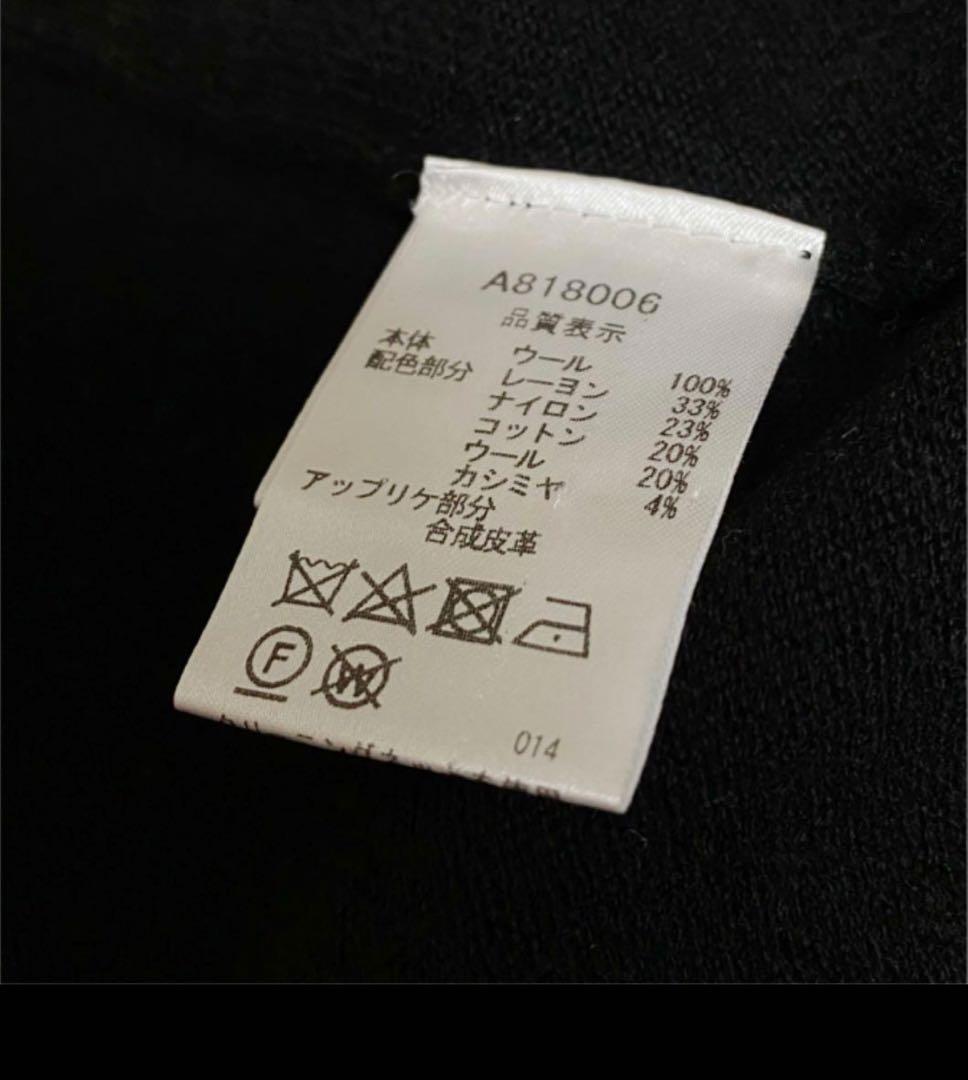 A818006
品質表示
本体 ウール 100%
配色部分 レーヨン 33%
ナイロン 23%
コットン 20%
ウール 20%
カシミヤ 4%
アップリケ部分
合成皮革
F
W
014